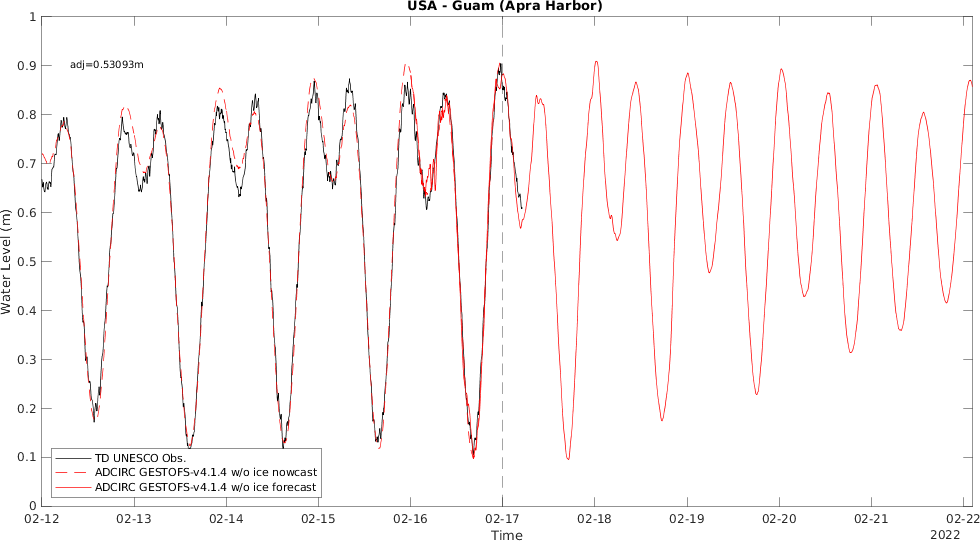 USA - Guam (Apra Harbor)
adj=0.53093m
1
0.9
0.8
0.7
0.6
0.5
0.4
0.3
0.2
0.1
0
Water Level (m)
TD UNESCO Obs.
ADCIRC GESTOFS-v4.1.4 w/o ice nowcast
ADCIRC GESTOFS-v4.1.4 w/o ice forecast
02-12 02-13 02-14 02-15 02-16 02-17 02-18 02-19 02-20 02-21 02-22
Time
2022